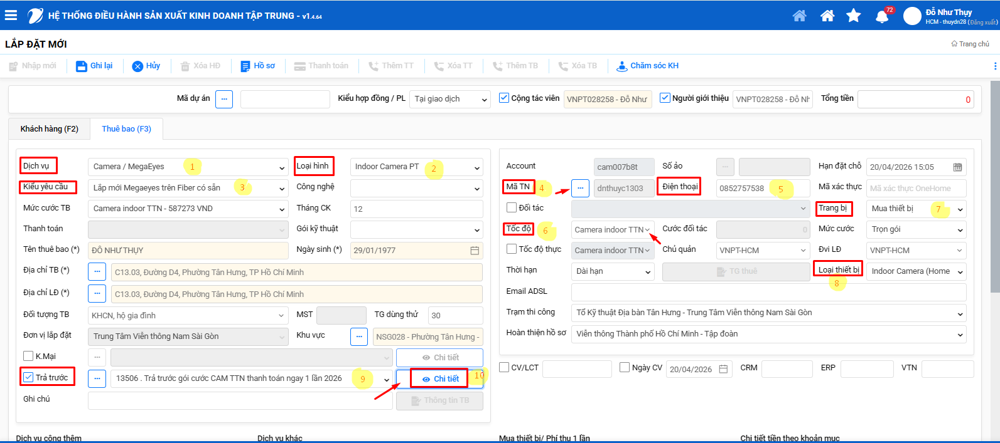 HỆ THỐNG ĐIỀU HÀNH SẢN XUẤT KINH DOANH TẬP TRUNG - v1.4.64
72
Đỗ Như Thụy
HCM - thuydn28 (Đăng xuất)
LẮP ĐẶT MỚI
Trang chủ
Nhập mới Ghi lại Hủy Xóa HĐ Hồ sơ Thanh toán Thêm TT Xóa TT Thêm TB Xóa TB Chăm sóc KH
Mã dự án ... Kiểu hợp đồng / PL Tại giao dịch Cộng tác viên VNPT028258 - Đỗ Như Người giới thiệu VNPT028258 - Đỗ Nh Tổng tiền 0
Khách hàng (F2) Thuê bao (F3)
Dịch vụ Camera / MegaEyes 1 Loại hình Indoor Camera PT 2
Kiểu yêu cầu Lắp mới Megaeyes trên Fiber có sẵn 3 Công nghệ
Mức cước TB Camera indoor TTN - 587273 VND Tháng CK 12
Thanh toán Gói kỹ thuật
Tên thuê bao (*) ĐỖ NHƯ THỤY Ngày sinh (*) 29/01/1977
Địa chỉ TB (*) ... C13.03, Đường D4, Phường Tân Hưng, TP Hồ Chí Minh
Địa chỉ LĐ (*) ... C13.03, Đường D4, Phường Tân Hưng, TP Hồ Chí Minh
Đối tượng TB KHCN, hộ gia đình MST TG dùng thử 30
Đơn vị lắp đặt Trung Tâm Viễn thông Nam Sài Gòn Khu vực ... NSG028 - Phường Tân Hưng -
K.Mại ... Chi tiết
Trả trước ... 13506 . Trả trước gói cước CAM TTN thanh toán ngay 1 lần 2026 9 Chi tiết 10
Ghi chú Thông tin TB
Account cam007b8t Số ảo ... Hạn đặt chỗ 20/04/2026 15:05
Mã TN 4 ... dnthuyc1303 Điện thoại 0852757538 5 Mã xác thực Mã xác thực OneHome
Đối tác Trang bị Mua thiết bị 7
Tốc độ 6 Camera indoor TTN Cước đối tác 0 Mức cước Trọn gói
Tốc độ thực Camera indoor TTN Chủ quản VNPT-HCM Đvi LĐ VNPT-HCM
Thời hạn Dài hạn TG thuê Loại thiết bị Indoor Camera (Home
8
Email ADSL
Trạm thi công Tổ Kỹ thuật Địa bàn Tân Hưng - Trung Tâm Viễn thông Nam Sài Gòn
Hoàn thiện hồ sơ Viễn thông Thành phố Hồ Chí Minh - Tập đoàn
CV/LCT Ngày CV 20/04/2026 CRM ERP VTN
Dịch vụ cộng thêm Dịch vụ khác Mua thiết bị/ Phí thu 1 lần Chi tiết tiền theo khoản mục